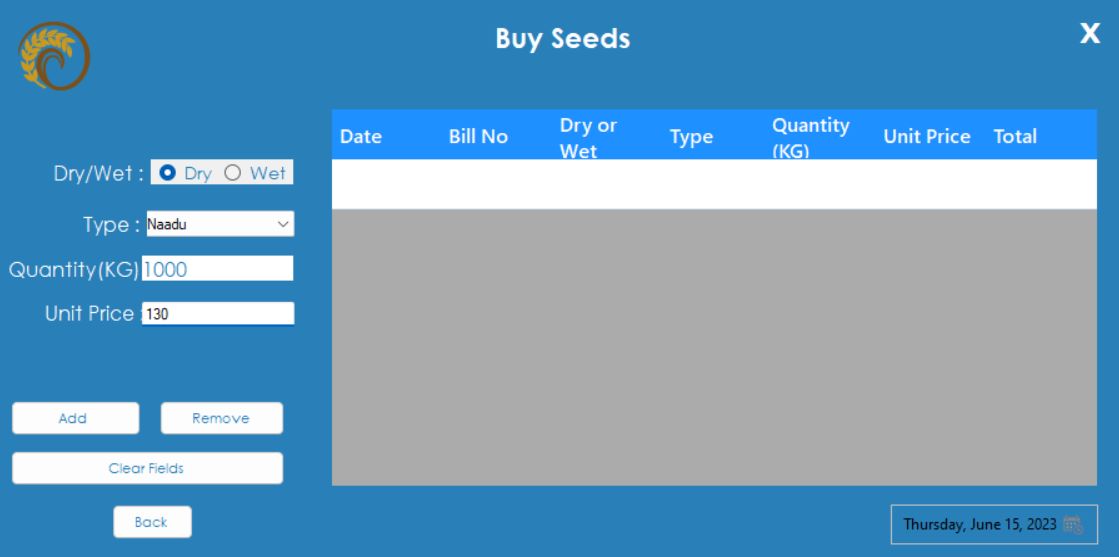 Buy Seeds
X
Date Bill No Dry or Wet Type Quantity (KG) Unit Price Total
Dry/Wet : Dry Wet
Type : Naadu
Quantity(KG) 1000
Unit Price : 130
Add Remove
Clear Fields
Back
Thursday, June 15, 2023